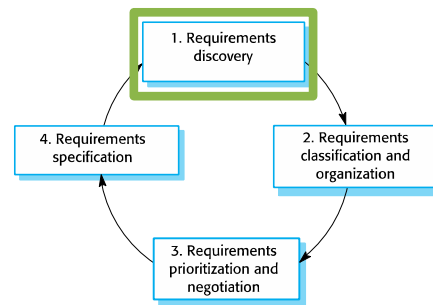 1. Requirements
discovery
2. Requirements
classification and
organization
3. Requirements
prioritization and
negotiation
4. Requirements
specification